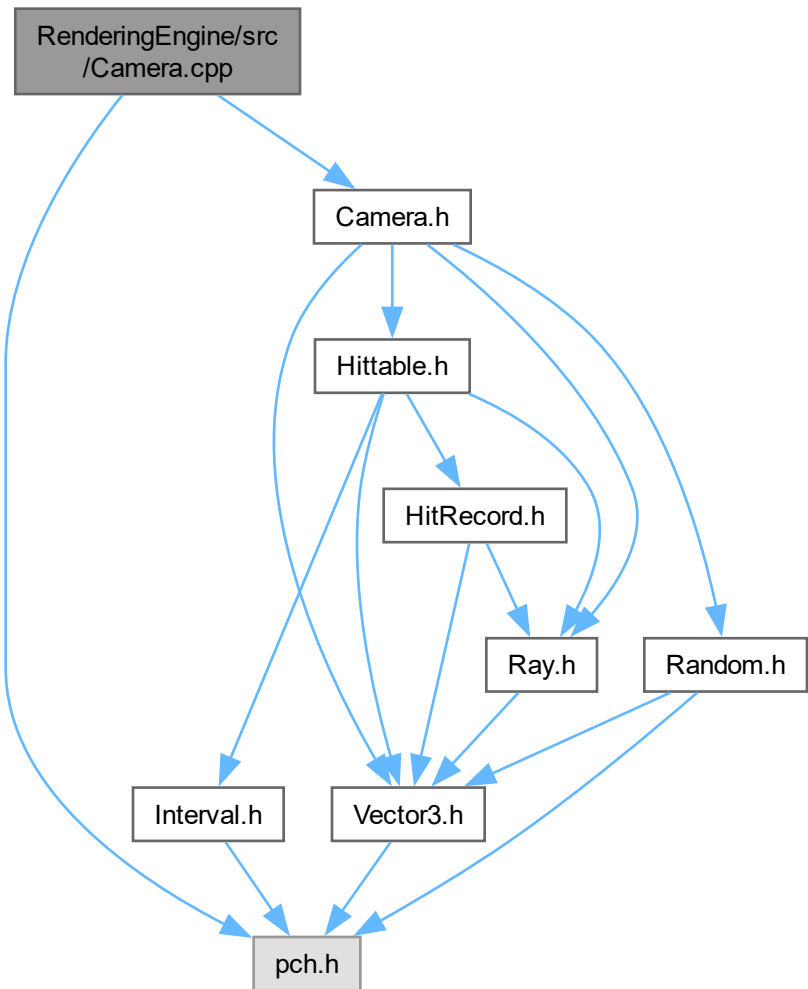 RenderingEngine/src
/Camera.cpp
Camera.h
Hittable.h
HitRecord.h
Ray.h
Random.h
Interval.h
Vector3.h
pch.h